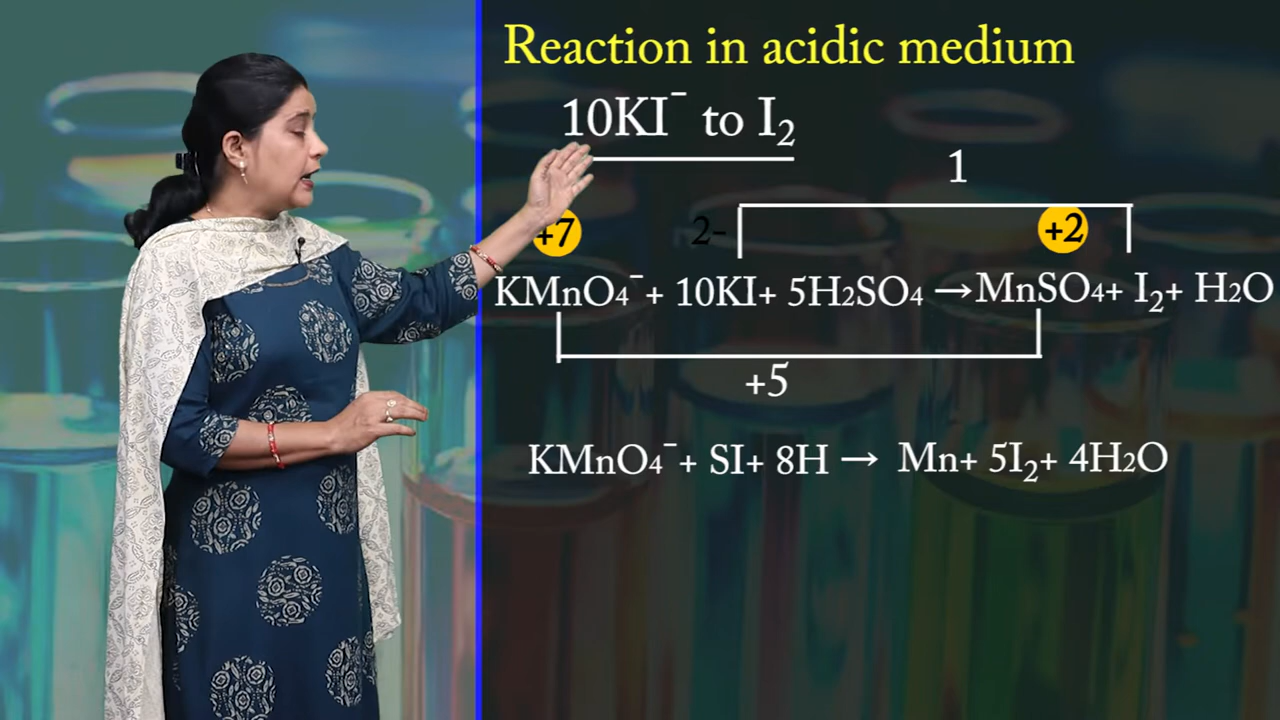 Reaction in acidic medium
10KI⁻ to I₂
1
+7 2- +2
KMnO₄⁻ + 10KI+ 5H₂SO₄ →MnSO₄+ I₂+ H₂O
+5
KMnO₄⁻+ SI+ 8H → Mn+ 5I₂+ 4H₂O